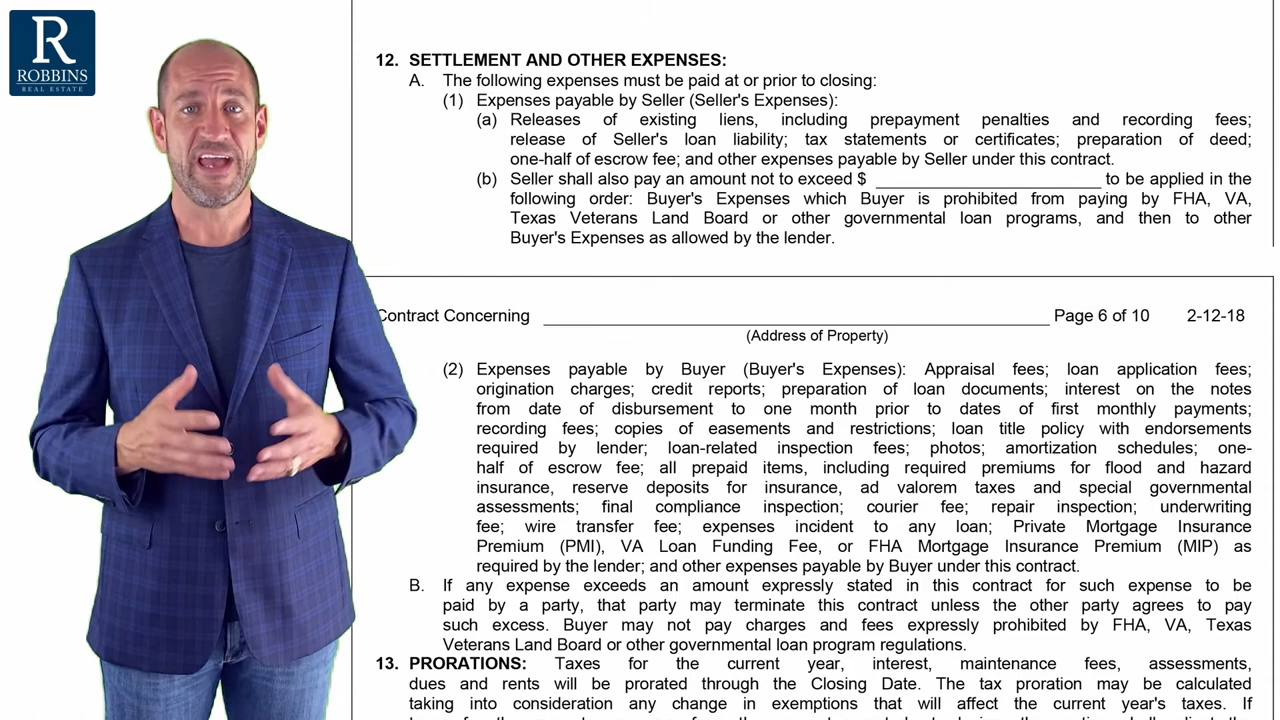 R
ROBBINS
REAL ESTATE
12. SETTLEMENT AND OTHER EXPENSES:
A. The following expenses must be paid at or prior to closing:
(1) Expenses payable by Seller (Seller's Expenses):
(a) Releases of existing liens, including prepayment penalties and recording fees;
release of Seller's loan liability; tax statements or certificates; preparation of deed;
one-half of escrow fee; and other expenses payable by Seller under this contract.
(b) Seller shall also pay an amount not to exceed $ ____________________ to be applied in the
following order: Buyer's Expenses which Buyer is prohibited from paying by FHA, VA,
Texas Veterans Land Board or other governmental loan programs, and then to other
Buyer's Expenses as allowed by the lender.
Contract Concerning ____________________ Page 6 of 10 2-12-18
(Address of Property)
(2) Expenses payable by Buyer (Buyer's Expenses): Appraisal fees; loan application fees;
origination charges; credit reports; preparation of loan documents; interest on the notes
from date of disbursement to one month prior to dates of first monthly payments;
recording fees; copies of easements and restrictions; loan title policy with endorsements
required by lender; loan-related inspection fees; photos; amortization schedules; one-
half of escrow fee; all prepaid items, including required premiums for flood and hazard
insurance, reserve deposits for insurance, ad valorem taxes and special governmental
assessments; final compliance inspection; courier fee; repair inspection; underwriting
fee; wire transfer fee; expenses incident to any loan; Private Mortgage Insurance
Premium (PMI), VA Loan Funding Fee, or FHA Mortgage Insurance Premium (MIP) as
required by the lender; and other expenses payable by Buyer under this contract.
B. If any expense exceeds an amount expressly stated in this contract for such expense to be
paid by a party, that party may terminate this contract unless the other party agrees to pay
such excess. Buyer may not pay charges and fees expressly prohibited by FHA, VA, Texas
Veterans Land Board or other governmental loan program regulations.
13. PRORATIONS: Taxes for the current year, interest, maintenance fees, assessments,
dues and rents will be prorated through the Closing Date. The tax proration may be calculated
taking into consideration any change in exemptions that will affect the current year's taxes. If